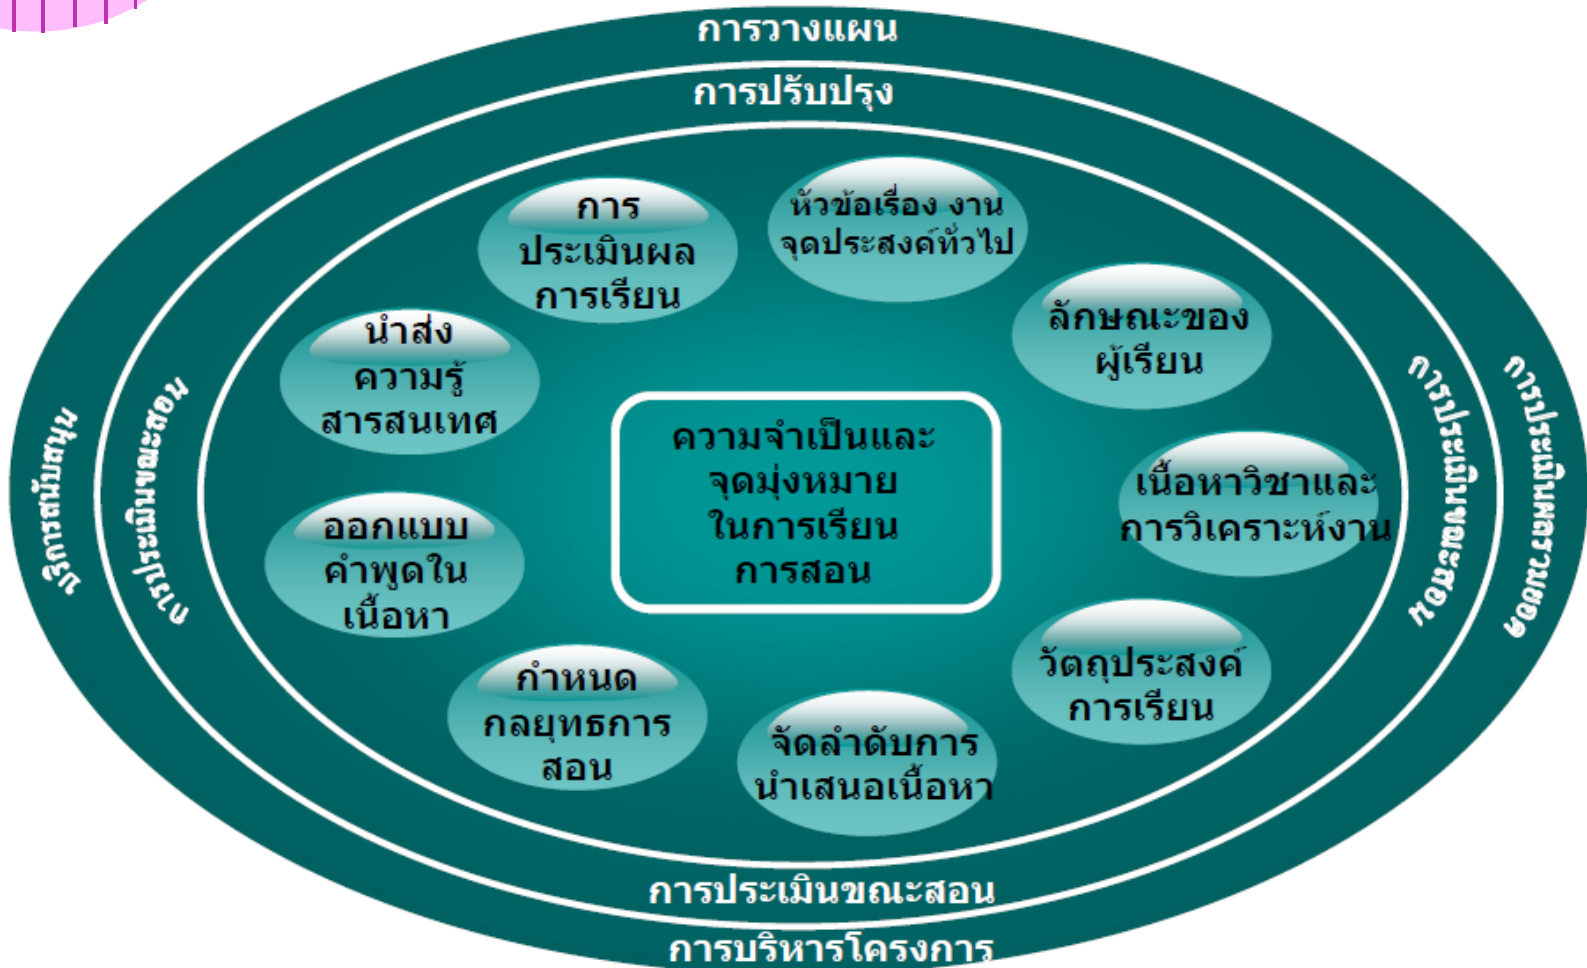 การวางแผน
การปรับปรุง
การ
ประเมินผล
การเรียน
หัวข้อเรื่อง งาน
จุดประสงค์ทั่วไป
ลักษณะของ
ผู้เรียน
นำส่ง
ความรู้
สารสนเทศ
ความจำเป็นและ
จุดมุ่งหมาย
ในการเรียน
การสอน
เนื้อหาวิชาและ
การวิเคราะห์งาน
ออกแบบ
คำพูดใน
เนื้อหา
วัตถุประสงค์
การเรียน
กำหนด
กลยุทธการ
สอน
จัดลำดับการ
นำเสนอเนื้อหา
บริการสนับสนุน
การประเมินขณะสอน
การประเมินขณะสอน
การประเมินผลรวมยอด
การประเมินขณะสอน
การบริหารโครงการ